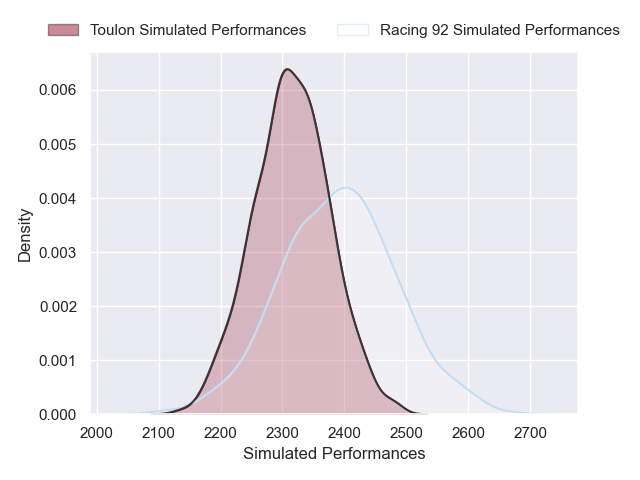 Toulon Simulated Performances
Racing 92 Simulated Performances
0.006
0.005
0.004
0.003
0.002
0.001
0.000
Density
2000 2100 2200 2300 2400 2500 2600 2700
Simulated Performances